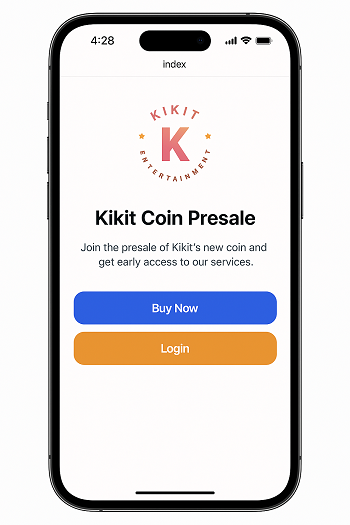 4:28
index
KIKIT
K
ENTERTAINMENT
Kikit Coin Presale
Join the presale of Kikit's new coin and
get early access to our services.
Buy Now
Login